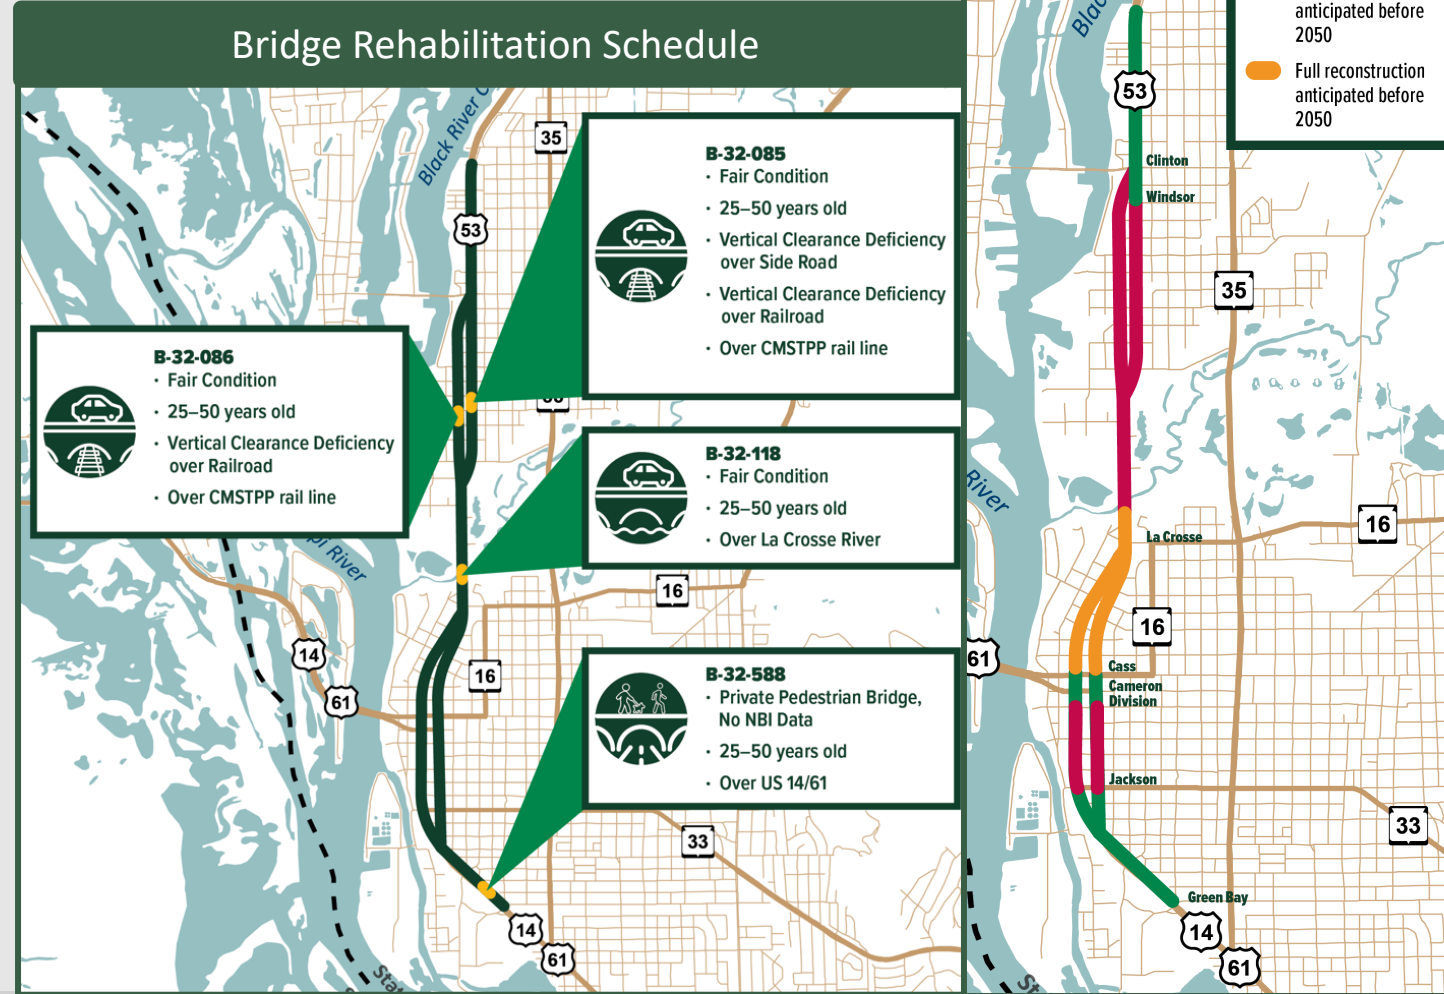 Bridge Rehabilitation Schedule
Black River
35
53
B-32-085
· Fair Condition
· 25–50 years old
· Vertical Clearance Deficiency
over Side Road
· Vertical Clearance Deficiency
over Railroad
· Over CMSTPP rail line
B-32-086
· Fair Condition
· 25–50 years old
· Vertical Clearance Deficiency
over Railroad
· Over CMSTPP rail line
B-32-118
· Fair Condition
· 25–50 years old
· Over La Crosse River
River
16
14
16
61
B-32-588
· Private Pedestrian Bridge,
No NBI Data
· 25–50 years old
· Over US 14/61
33
14
61
anticipated before
2050
Full reconstruction
anticipated before
2050
53
Clinton
Windsor
35
River
16
La Crosse
16
61
Cass
Cameron
Division
Jackson
33
Green Bay
14
61